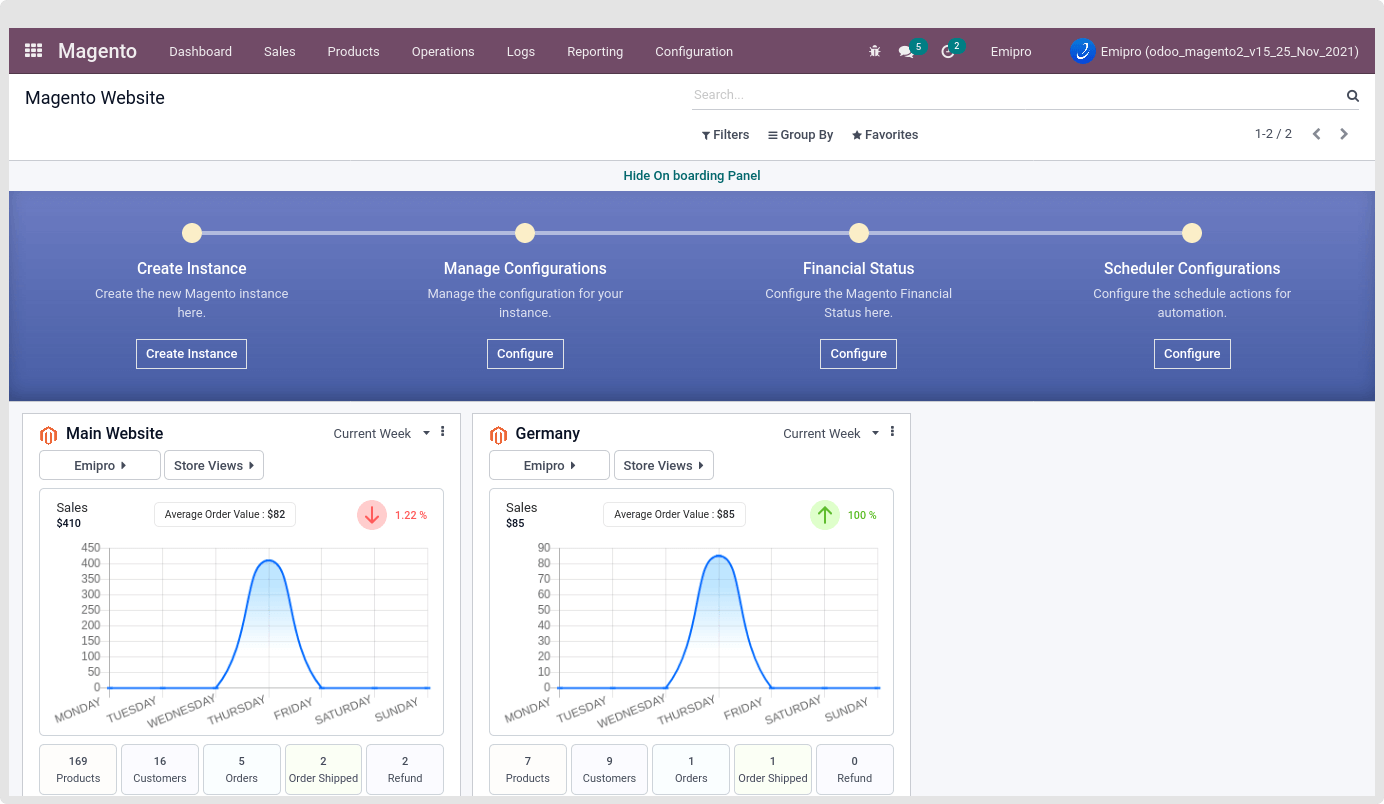 Magento Dashboard Sales Products Operations Logs Reporting Configuration 5 2 Emipro Emipro (odoo_magento2_v15_25_Nov_2021)
Magento Website
Search...
Filters Group By Favorites 1-2 / 2
Hide On boarding Panel
Create Instance
Create the new Magento instance
here.
Create Instance
Manage Configurations
Manage the configuration for your
instance.
Configure
Financial Status
Configure the Magento Financial
Status here.
Configure
Scheduler Configurations
Configure the schedule actions for
automation.
Configure
Main Website Current Week
Emipro Store Views
Sales
$410
Average Order Value : $82
1.22 %
450
400
350
300
250
200
150
100
50
0
MONDAY TUESDAY WEDNESDAY THURSDAY FRIDAY SATURDAY SUNDAY
169
Products
16
Customers
5
Orders
2
Order Shipped
2
Refund
Germany Current Week
Emipro Store Views
Sales
$85
Average Order Value : $85
100 %
90
80
70
60
50
40
30
20
10
0
MONDAY TUESDAY WEDNESDAY THURSDAY FRIDAY SATURDAY SUNDAY
7
Products
9
Customers
1
Orders
1
Order Shipped
0
Refund